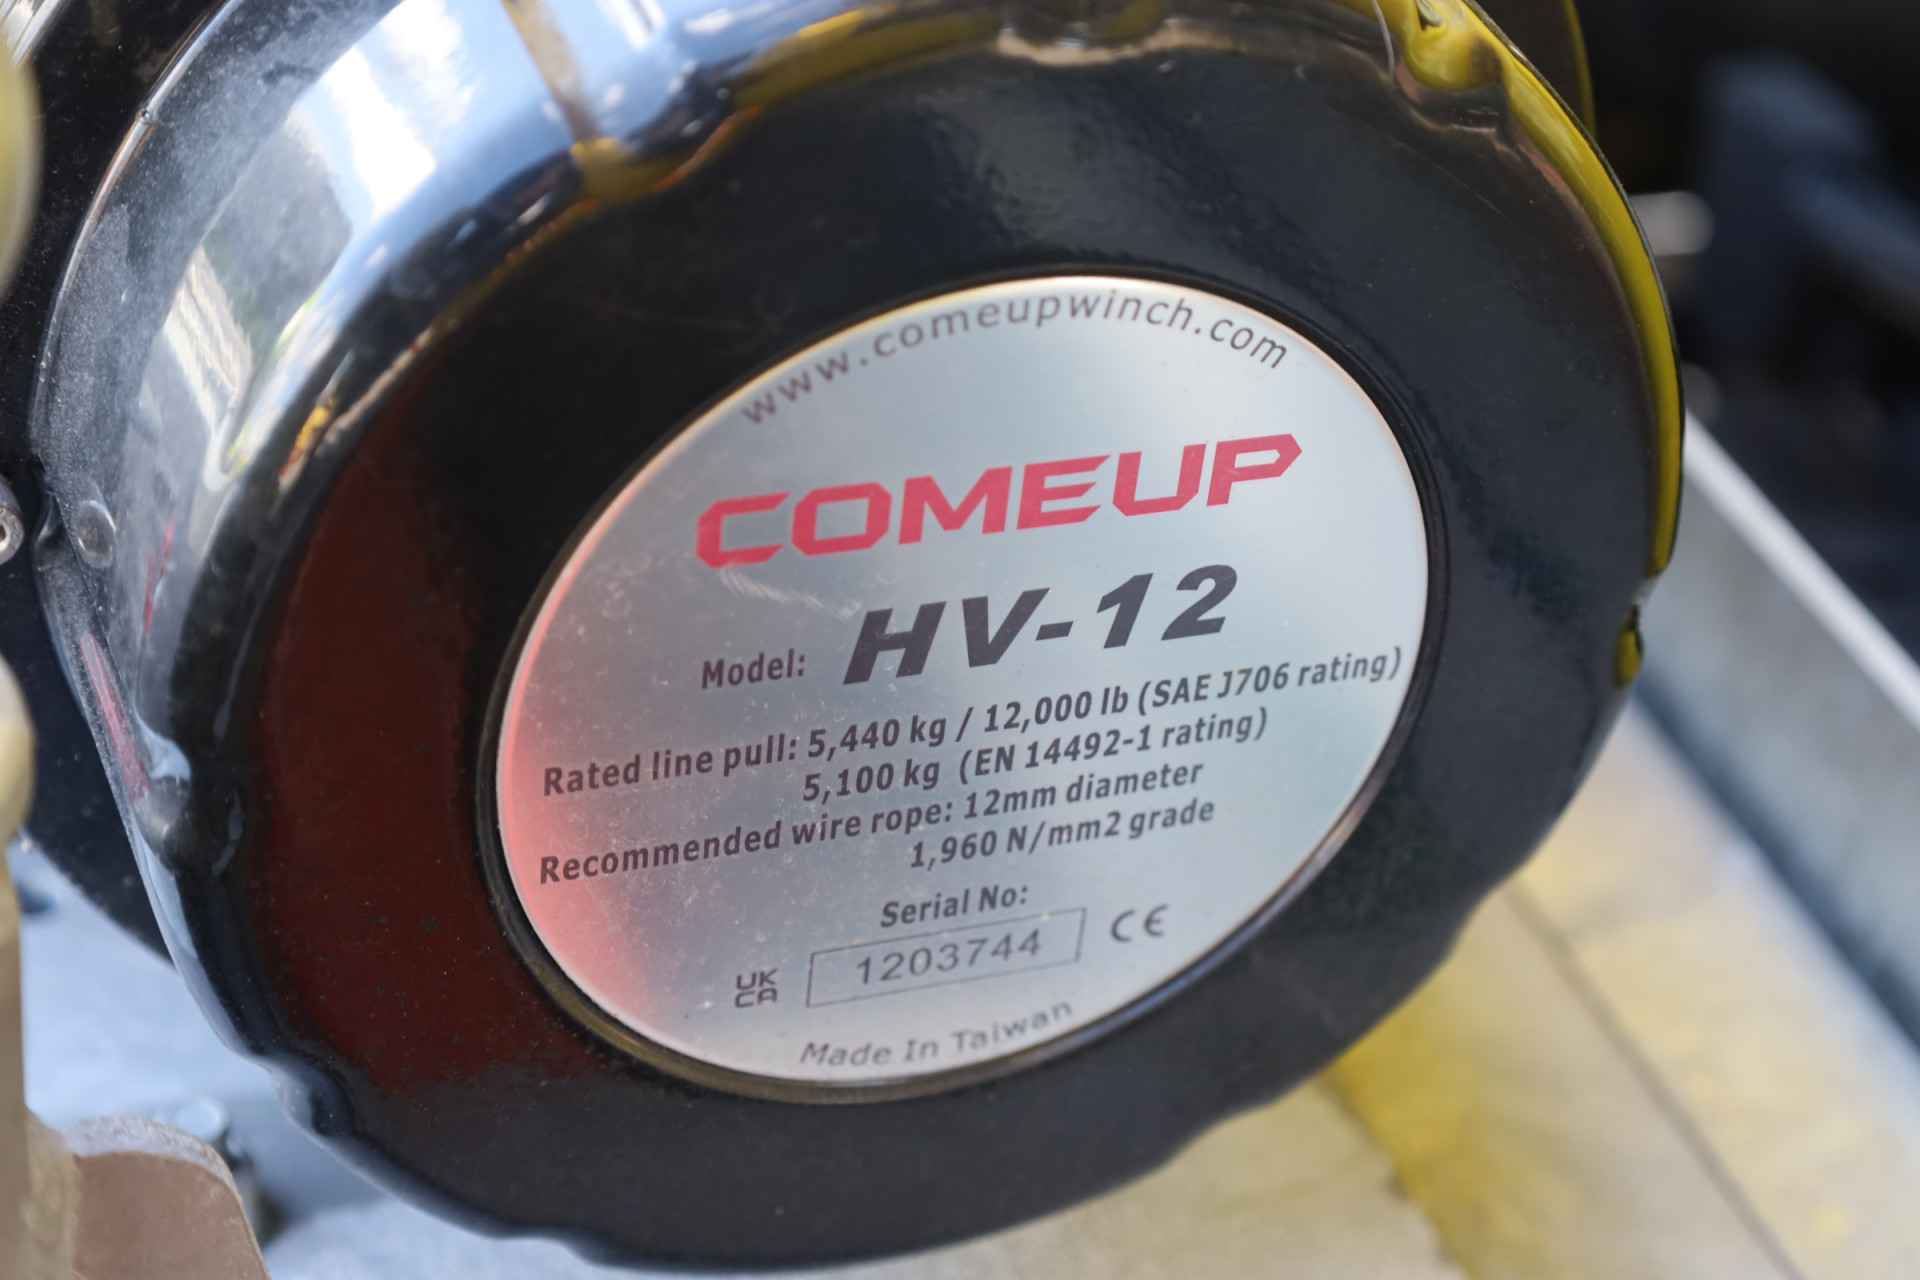 www.comeupwinch.com
COMEUP
Model: HV-12
Rated line pull: 5,440 kg / 12,000 lb (SAE J706 rating)
5,100 kg (EN 14492-1 rating)
Recommended wire rope: 12mm diameter
1,960 N/mm2 grade
Serial No:
UK
CA
1203744
CE
Made In Taiwan